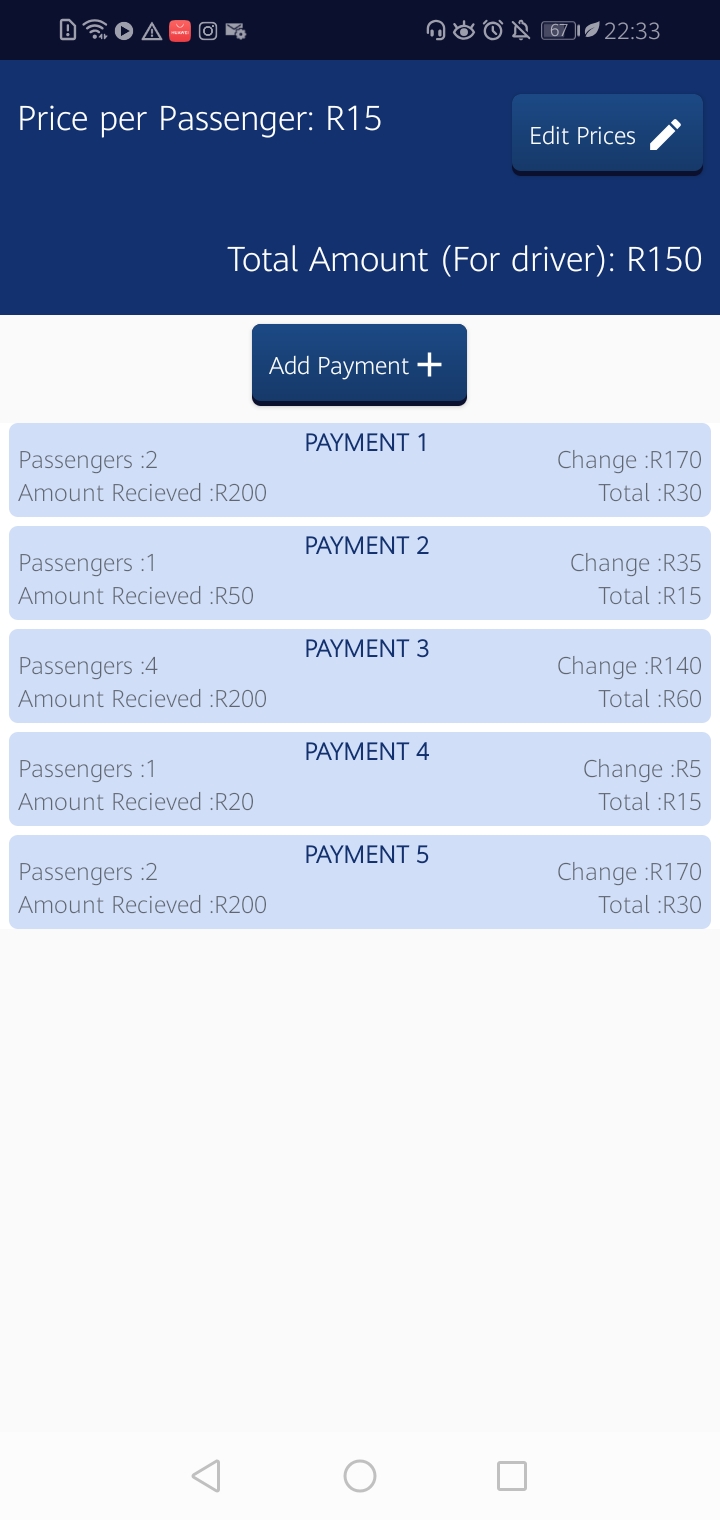 67 22:33
Price per Passenger: R15
Edit Prices
Total Amount (For driver): R150
Add Payment
PAYMENT 1
Passengers :2
Change :R170
Amount Recieved :R200
Total :R30
PAYMENT 2
Passengers :1
Change :R35
Amount Recieved :R50
Total :R15
PAYMENT 3
Passengers :4
Change :R140
Amount Recieved :R200
Total :R60
PAYMENT 4
Passengers :1
Change :R5
Amount Recieved :R20
Total :R15
PAYMENT 5
Passengers :2
Change :R170
Amount Recieved :R200
Total :R30